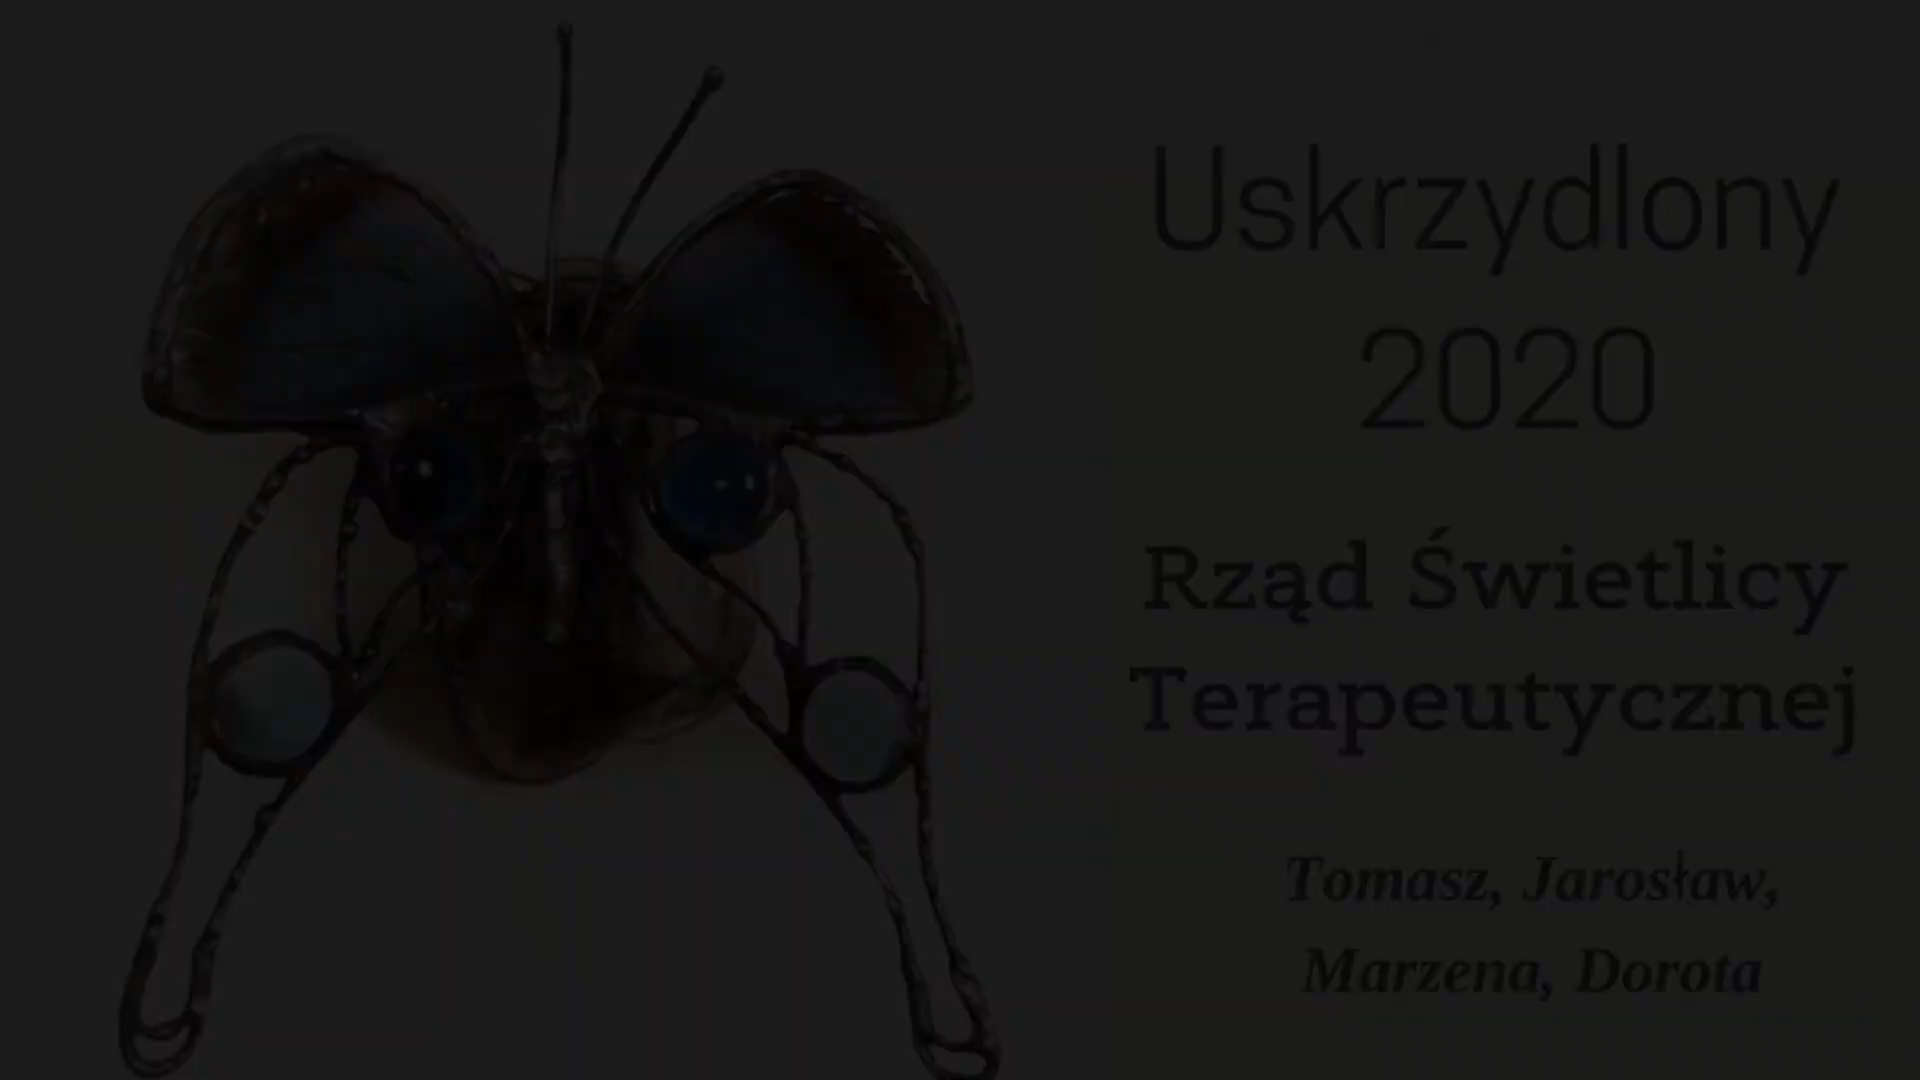 Uskrzydlony
2020
Rząd Świetlicy
Terapeutycznej
Tomasz, Jarosław,
Marzena, Dorota